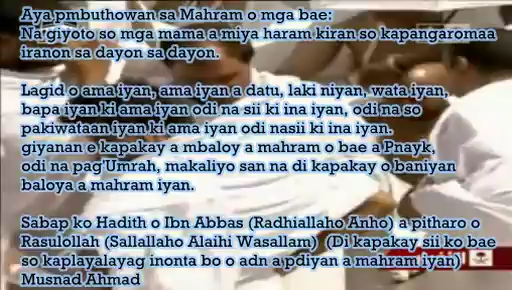 Aya pmbuthowan sa Mahram o mga bae:
Na giyoto so mga mama a miya haram kiran so kapangaromaa
iranon sa dayon sa dayon.
Lagid o ama iyan, ama iyan a datu, laki niyan, wata iyan,
bapa iyan ki ama iyan odi na sii ki ina iyan, odi na so
pakiwataan iyan ki ama iyan odi nasii ki ina iyan.
giyanan e kapakay a mbaloy a mahram o bae a Pnayk,
odi na pag'Umrah, makaliyo san na di kapakay o baniyan
baloya a mahram iyan.
Sabap ko Hadith o Ibn Abbas (Radhiallaho Anho) a pitharo o
Rasulollah (Sallallaho Alaihi Wasallam) (Di kapakay sii ko bae
so kaplayalayag inonta bo o adn a pdiyan a mahram iyan)
Musnad Ahmad